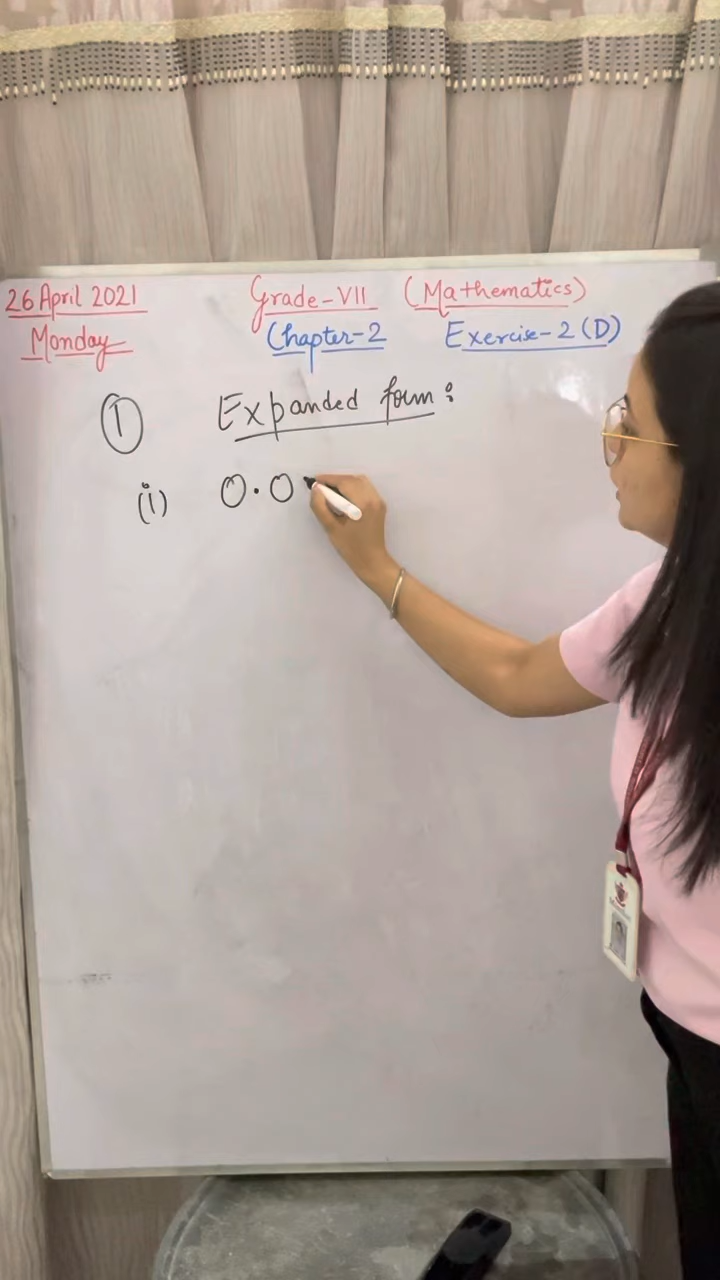 26 April 2021 Grade-VII (Mathematics)
Monday Chapter-2 Exercise-2(D)
① Expanded form:
(i) 0.0